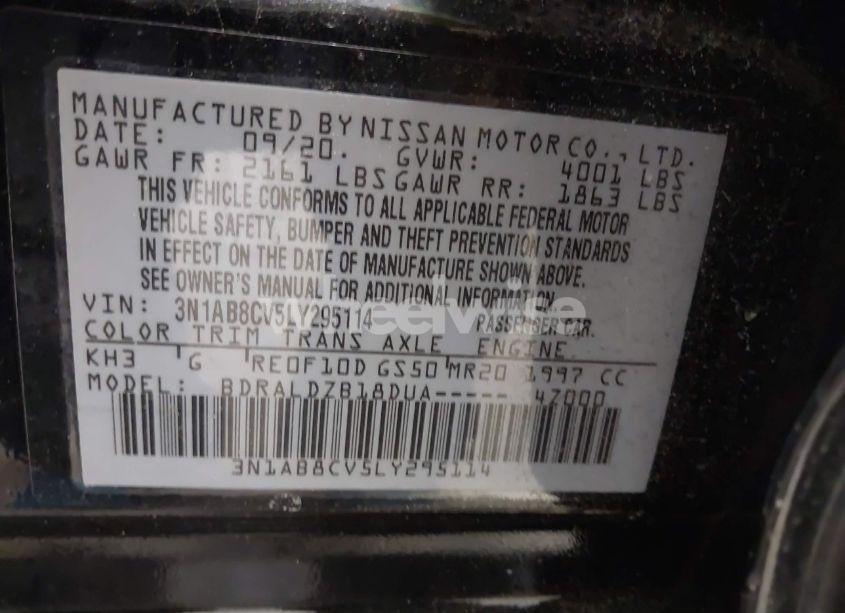 MANUFACTURED BY NISSAN MOTOR CO., LTD.
DATE: 09/20. GVWR: 4001 LBS
GAWR FR: 2161 LBS GAWR RR: 1863 LBS
THIS VEHICLE CONFORMS TO ALL APPLICABLE FEDERAL MOTOR
VEHICLE SAFETY, BUMPER AND THEFT PREVENTION STANDARDS
IN EFFECT ON THE DATE OF MANUFACTURE SHOWN ABOVE.
SEE OWNER'S MANUAL FOR ADDITIONAL INFORMATION.
VIN: 3N1AB8CV5LY295114 PASSENGER CAR.
COLOR TRIM TRANS AXLE ENGINE
KH3 G RE0F10D GS50 MR20 1997 CC
MODEL: BDRALDZB18DUA----- 4Z000
3N1AB8CV5LY295114